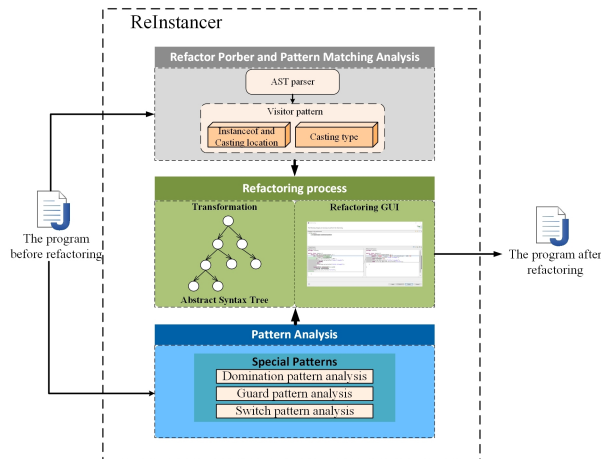 ReInstancer
Refactor Porber and Pattern Matching Analysis
AST parser
Visitor pattern
Instanceof and
Casting location
Casting type
Refactoring process
Transformation
Abstract Syntax Tree
Refactoring GUI
The program
before refactoring
The program after
refactoring
Pattern Analysis
Special Patterns
Domination pattern analysis
Guard pattern analysis
Switch pattern analysis